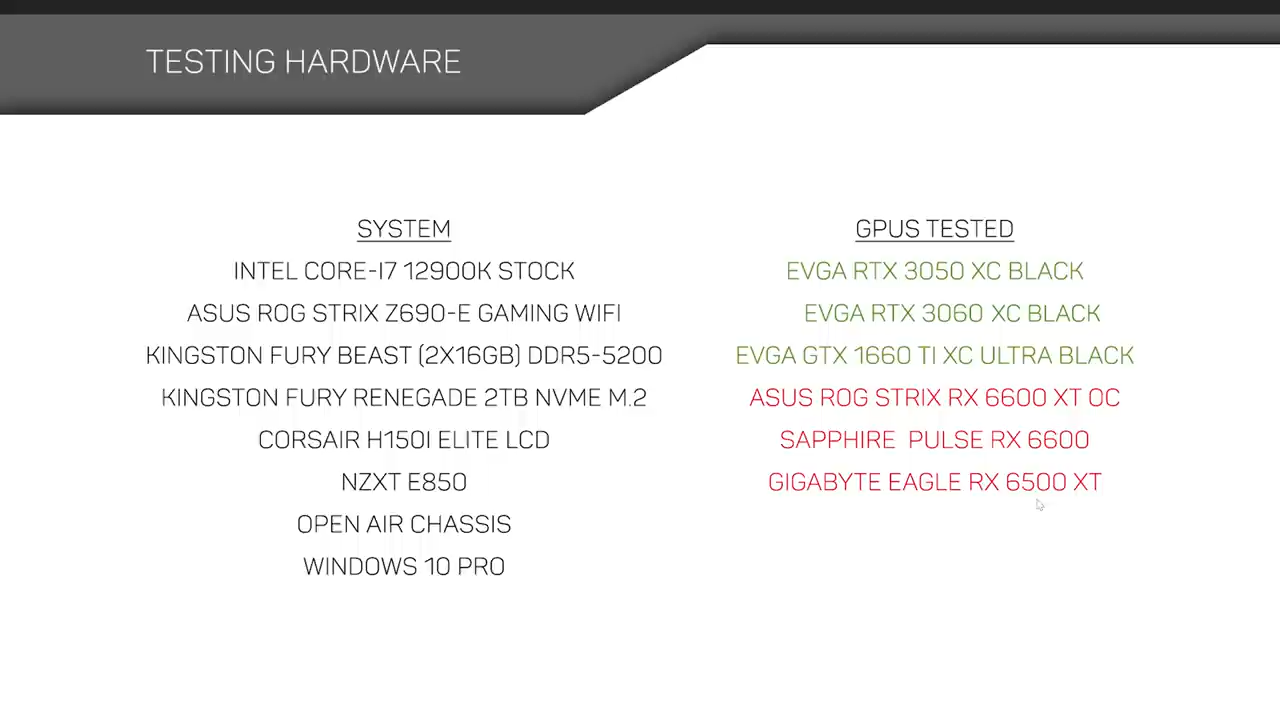 TESTING HARDWARE
SYSTEM
INTEL CORE-I7 12900K STOCK
ASUS ROG STRIX Z690-E GAMING WIFI
KINGSTON FURY BEAST (2X16GB) DDR5-5200
KINGSTON FURY RENEGADE 2TB NVME M.2
CORSAIR H150I ELITE LCD
NZXT E850
OPEN AIR CHASSIS
WINDOWS 10 PRO
GPUS TESTED
EVGA RTX 3050 XC BLACK
EVGA RTX 3060 XC BLACK
EVGA GTX 1660 TI XC ULTRA BLACK
ASUS ROG STRIX RX 6600 XT OC
SAPPHIRE PULSE RX 6600
GIGABYTE EAGLE RX 6500 XT